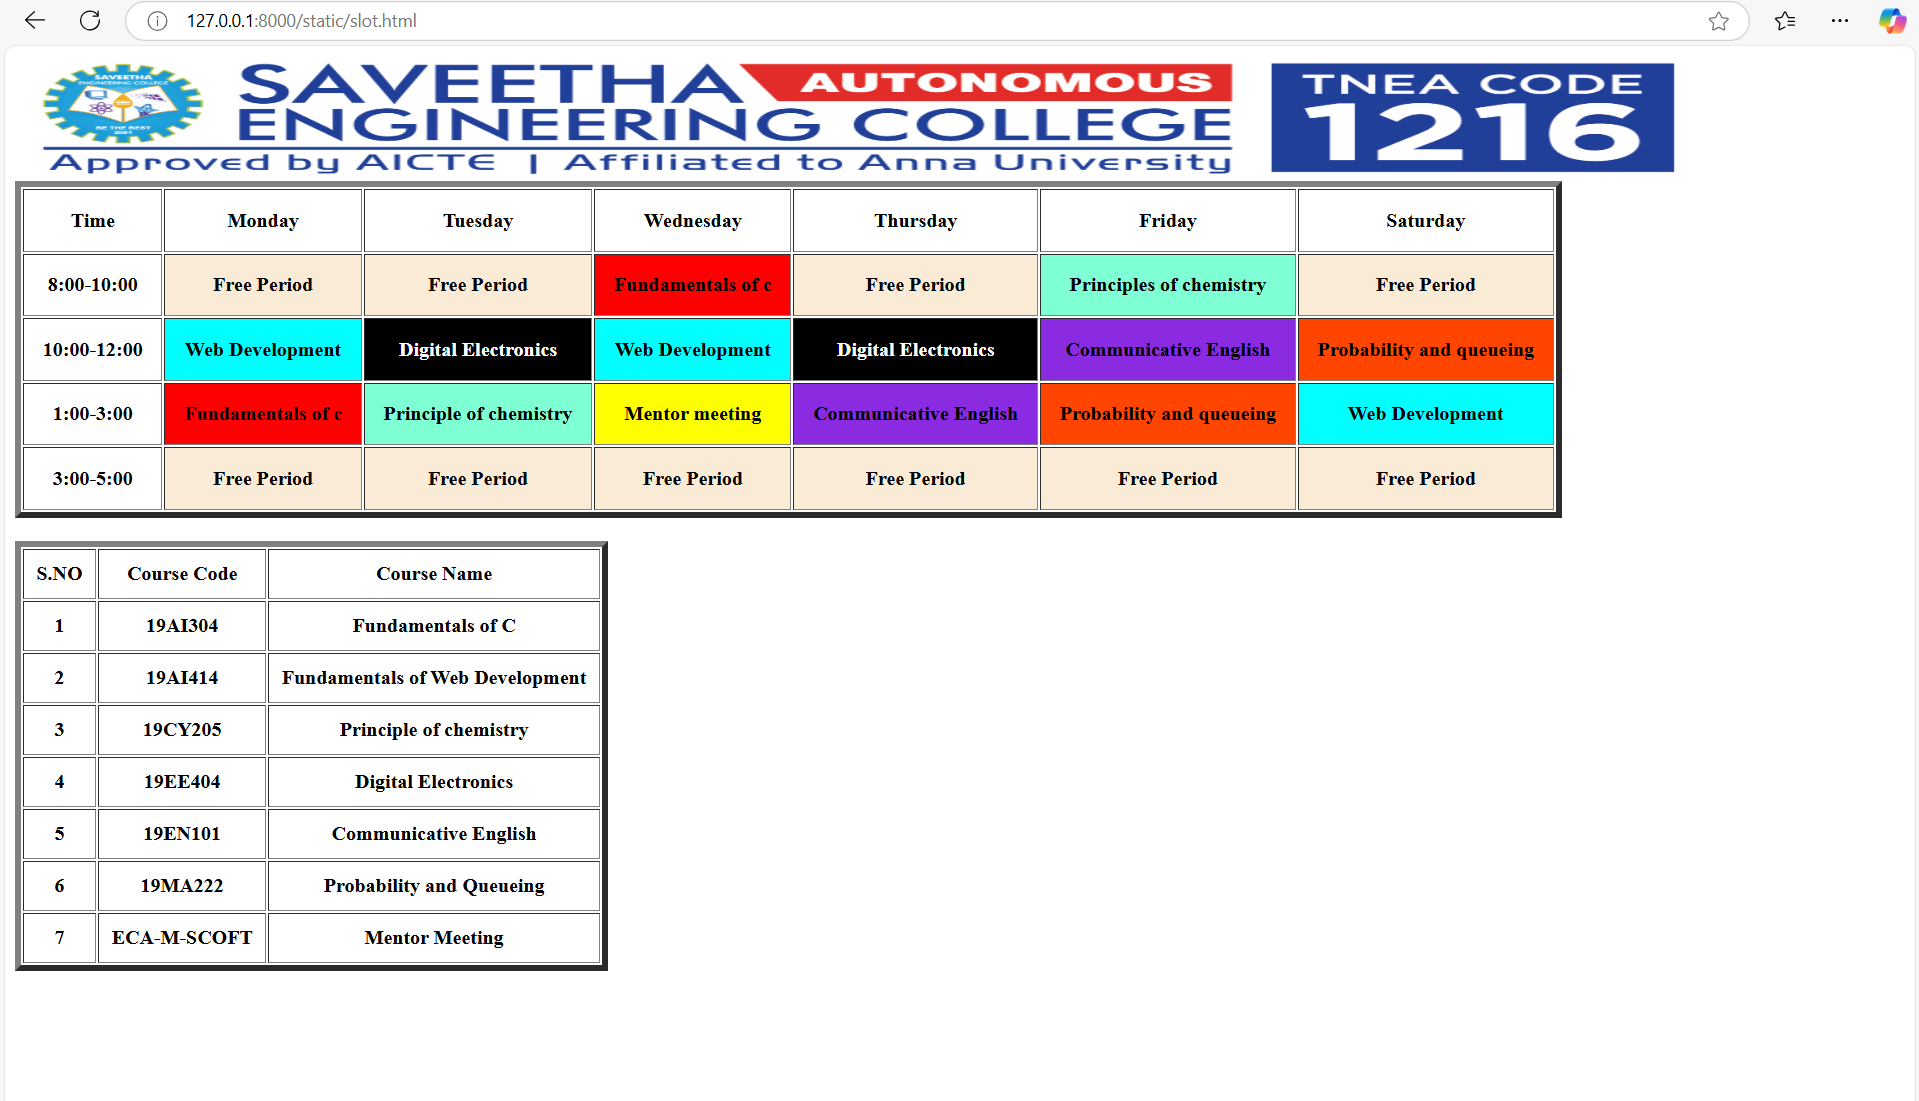 127.0.0.1:8000/static/slot.html
SAVEETHA
ENGINEERING COLLEGE
BE THE BEST
2001
SAVEETHA AUTONOMOUS
ENGINEERING COLLEGE
Approved by AICTE | Affiliated to Anna University
TNEA CODE
1216
Time Monday Tuesday Wednesday Thursday Friday Saturday
8:00-10:00 Free Period Free Period Fundamentals of c Free Period Principles of chemistry Free Period
10:00-12:00 Web Development Digital Electronics Web Development Digital Electronics Communicative English Probability and queueing
1:00-3:00 Fundamentals of c Principle of chemistry Mentor meeting Communicative English Probability and queueing Web Development
3:00-5:00 Free Period Free Period Free Period Free Period Free Period Free Period
S.NO Course Code Course Name
1 19AI304 Fundamentals of C
2 19AI414 Fundamentals of Web Development
3 19CY205 Principle of chemistry
4 19EE404 Digital Electronics
5 19EN101 Communicative English
6 19MA222 Probability and Queueing
7 ECA-M-SCOFT Mentor Meeting